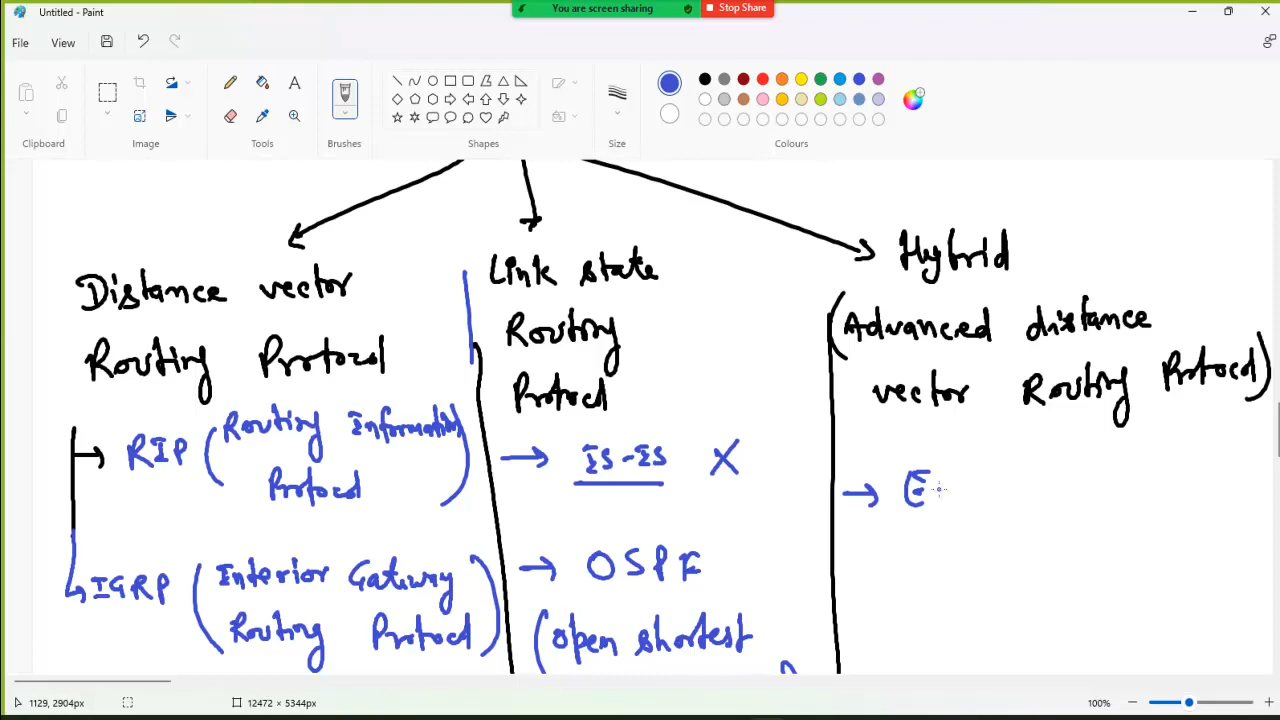 Untitled - Paint
You are screen sharing
Stop Share
File
View
A
Clipboard
Image
Tools
Brushes
Shapes
Size
Colours
Distance vector
Routing Protocol
RIP (Routing Information
Protocol)
IGRP (Interior Gateway
Routing Protocol)
Link state
Routing
Protocol
IS-IS X
OSPF
(open shortest
Hybrid
(Advanced distance
vector Routing Protocol)
E
1129, 2904px
12472 × 5344px
100%